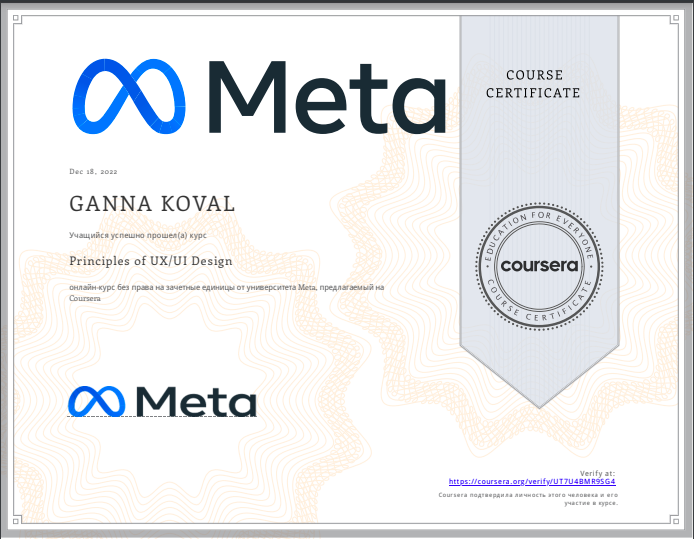 Meta
COURSE
CERTIFICATE
Dec 18, 2022
GANNA KOVAL
Учащийся успешно прошел(а) курс
Principles of UX/UI Design
онлайн-курс без права на зачетные единицы от университета Meta, предлагаемый на
Coursera
EDUCATION FOR EVERYONE
coursera
COURSE CERTIFICATE
Meta
Verify at:
https://coursera.org/verify/UT7U4BMR9SG4
Coursera подтвердила личность этого человека и его
участие в курсе.